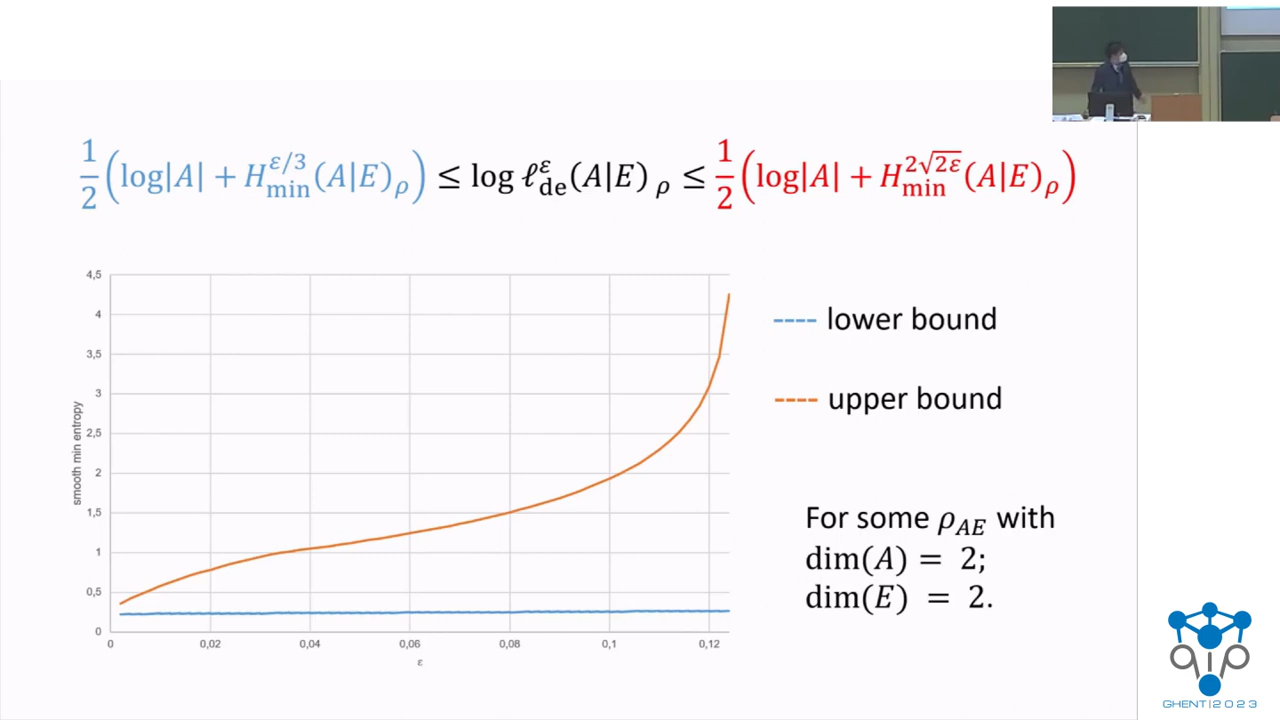 ½(log|A| + H_min^{ε/3}(A|E)_ρ) ≤ log ℓ_de^ε(A|E)_ρ ≤ ½(log|A| + H_min^{2√2ε}(A|E)_ρ)
4,5
4
3,5
3
2,5
2
1,5
1
0,5
0
smooth min entropy
0 0,02 0,04 0,06 0,08 0,1 0,12
ε
lower bound
upper bound
For some ρ_AE with
dim(A) = 2;
dim(E) = 2.
qip
GHENT|2023